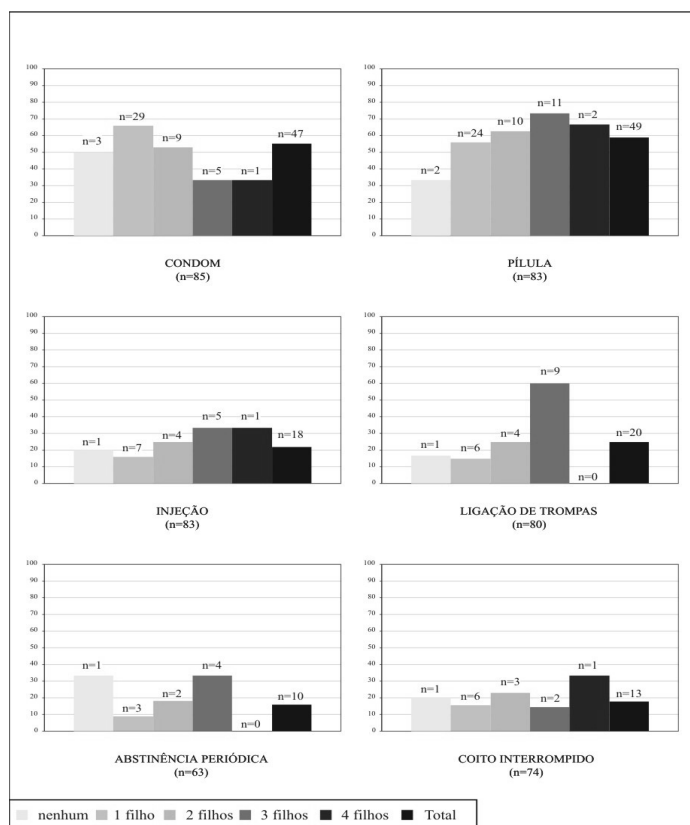 100
90
80
70
60
50
40
30
20
10
0
n=3
n=29
n=9
n=5
n=1
n=47
CONDOM
(n=85)
100
90
80
70
60
50
40
30
20
10
0
n=2
n=24
n=10
n=11
n=2
n=49
PÍLULA
(n=83)
100
90
80
70
60
50
40
30
20
10
0
n=1
n=7
n=4
n=5
n=1
n=18
INJEÇÃO
(n=83)
100
90
80
70
60
50
40
30
20
10
0
n=1
n=6
n=4
n=9
n=0
n=20
LIGAÇÃO DE TROMPAS
(n=80)
100
90
80
70
60
50
40
30
20
10
0
n=1
n=3
n=2
n=4
n=0
n=10
ABSTINÊNCIA PERIÓDICA
(n=63)
100
90
80
70
60
50
40
30
20
10
0
n=1
n=6
n=3
n=2
n=1
n=13
COITO INTERROMPIDO
(n=74)
nenhum 1 filho 2 filhos 3 filhos 4 filhos Total